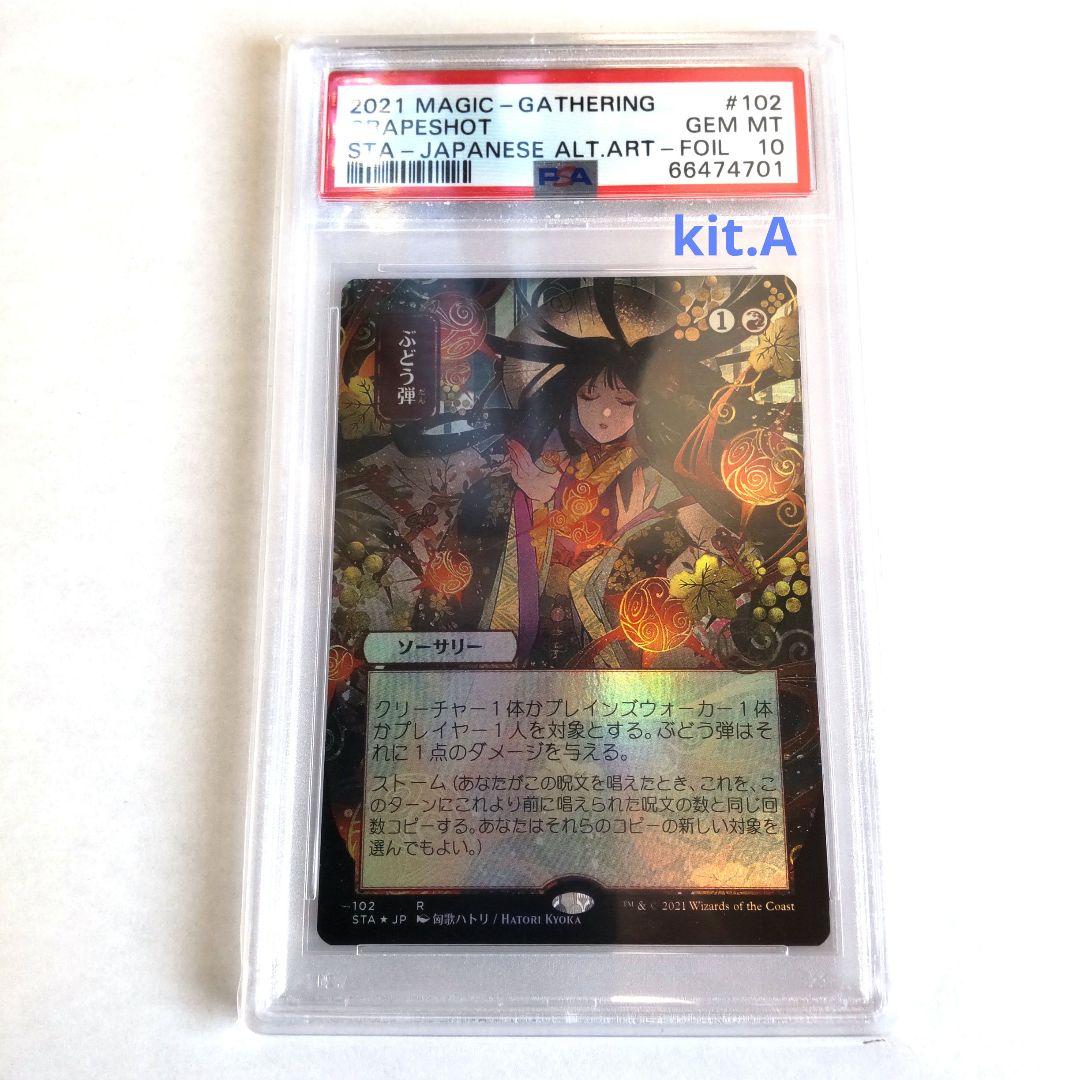 2021 MAGIC-GATHERING #102
GRAPESHOT GEM MT
STA-JAPANESE ALT.ART-FOIL 10
PSA 66474701
kit.A
ぶどう弾
だん
1
ソーサリー
クリーチャー1体かプレインズウォーカー1体
かプレイヤー1人を対象とする。ぶどう弾はそ
れに1点のダメージを与える。
ストーム(あなたがこの呪文を唱えたとき、これを、こ
のターンにこれより前に唱えられた呪文の数と同じ回
数コピーする。あなたはそれらのコピーの新しい対象を
選んでもよい。)
102 R
STA★JP 匈歌ハトリ / HATORI KYOKA
™ & © 2021 Wizards of the Coast